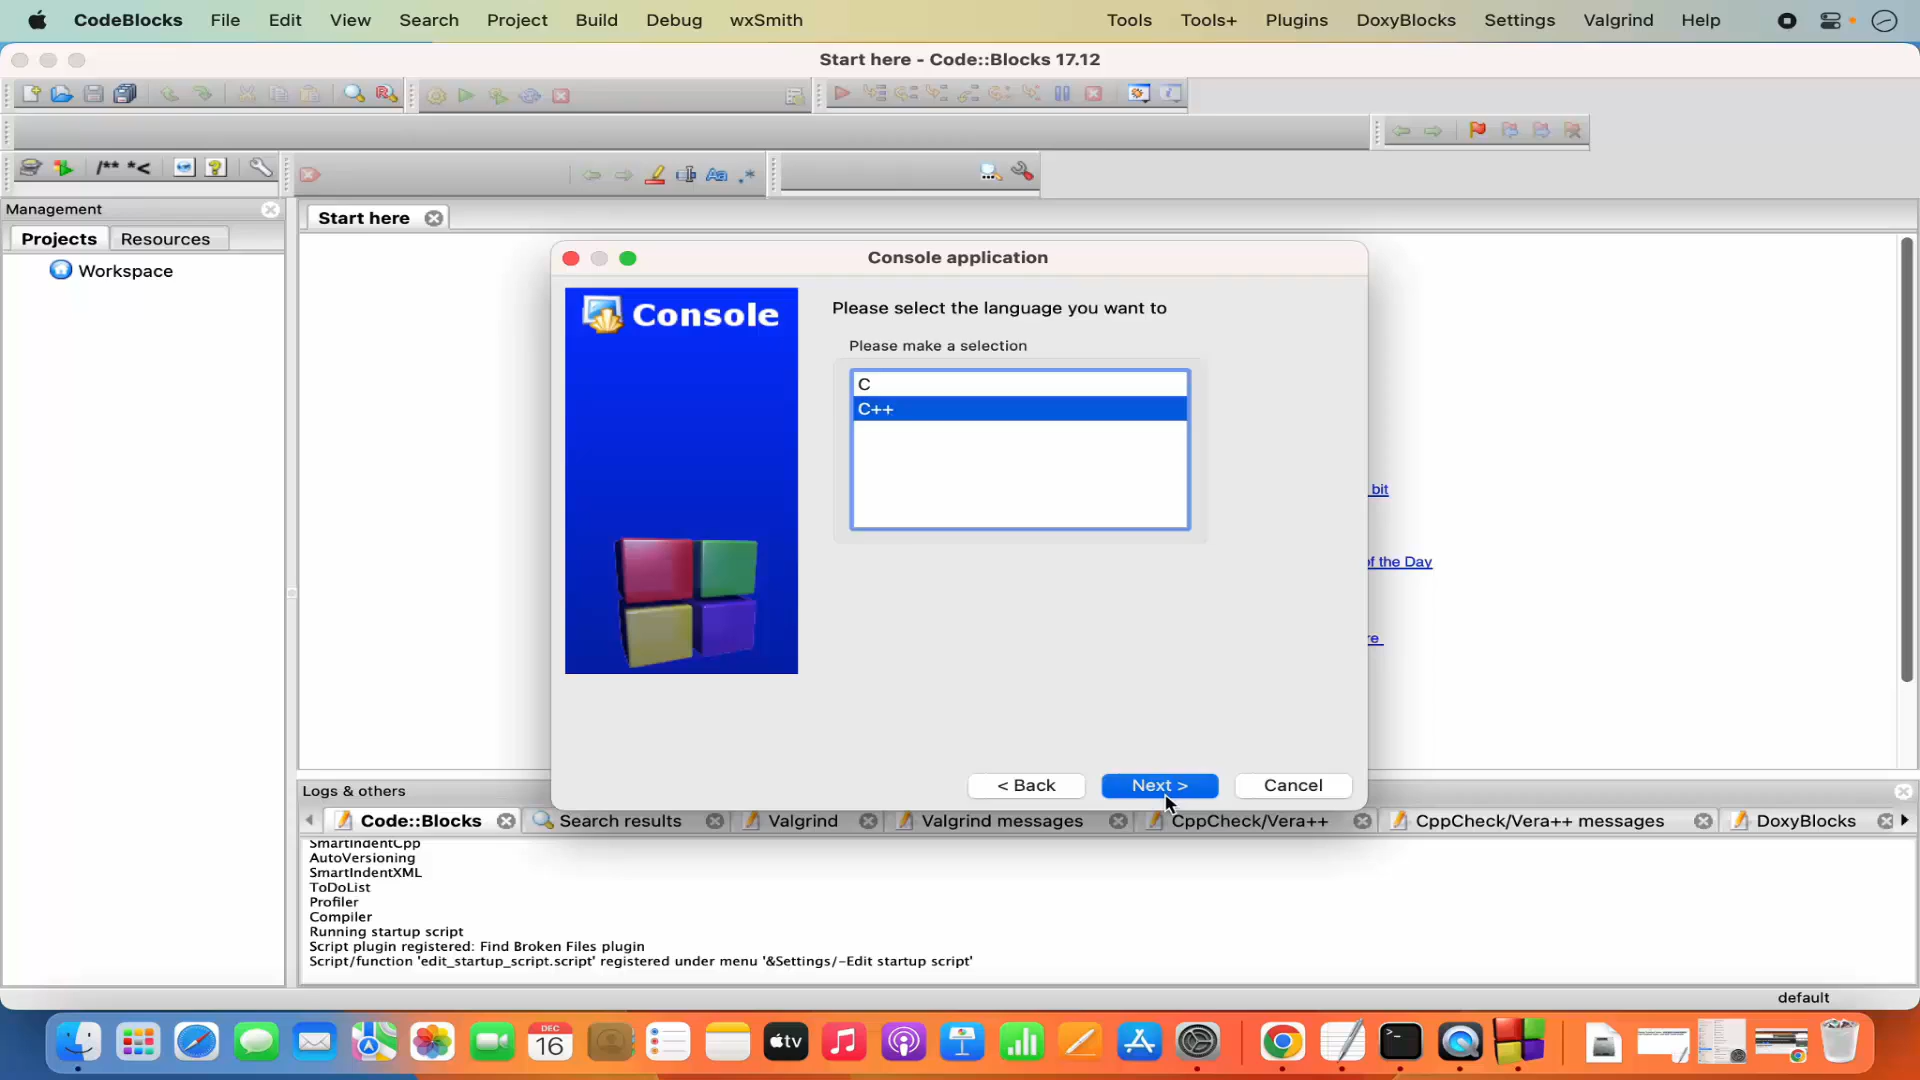 CodeBlocks File Edit View Search Project Build Debug wxSmith Tools Tools+ Plugins DoxyBlocks Settings Valgrind Help
Start here - Code::Blocks 17.12
/** *<
Management
Projects Resources
Workspace
Start here
Console application
Console
Please select the language you want to
Please make a selection
C
C++
bit
of the Day
re
< Back Next > Cancel
Logs & others
Code::Blocks Search results Valgrind Valgrind messages CppCheck/Vera++ CppCheck/Vera++ messages DoxyBlocks
SmartIndentCpp
AutoVersioning
SmartIndentXML
ToDoList
Profiler
Compiler
Running startup script
Script plugin registered: Find Broken Files plugin
Script/function 'edit_startup_script.script' registered under menu '&Settings/-Edit startup script'
default
DEC
16
tv